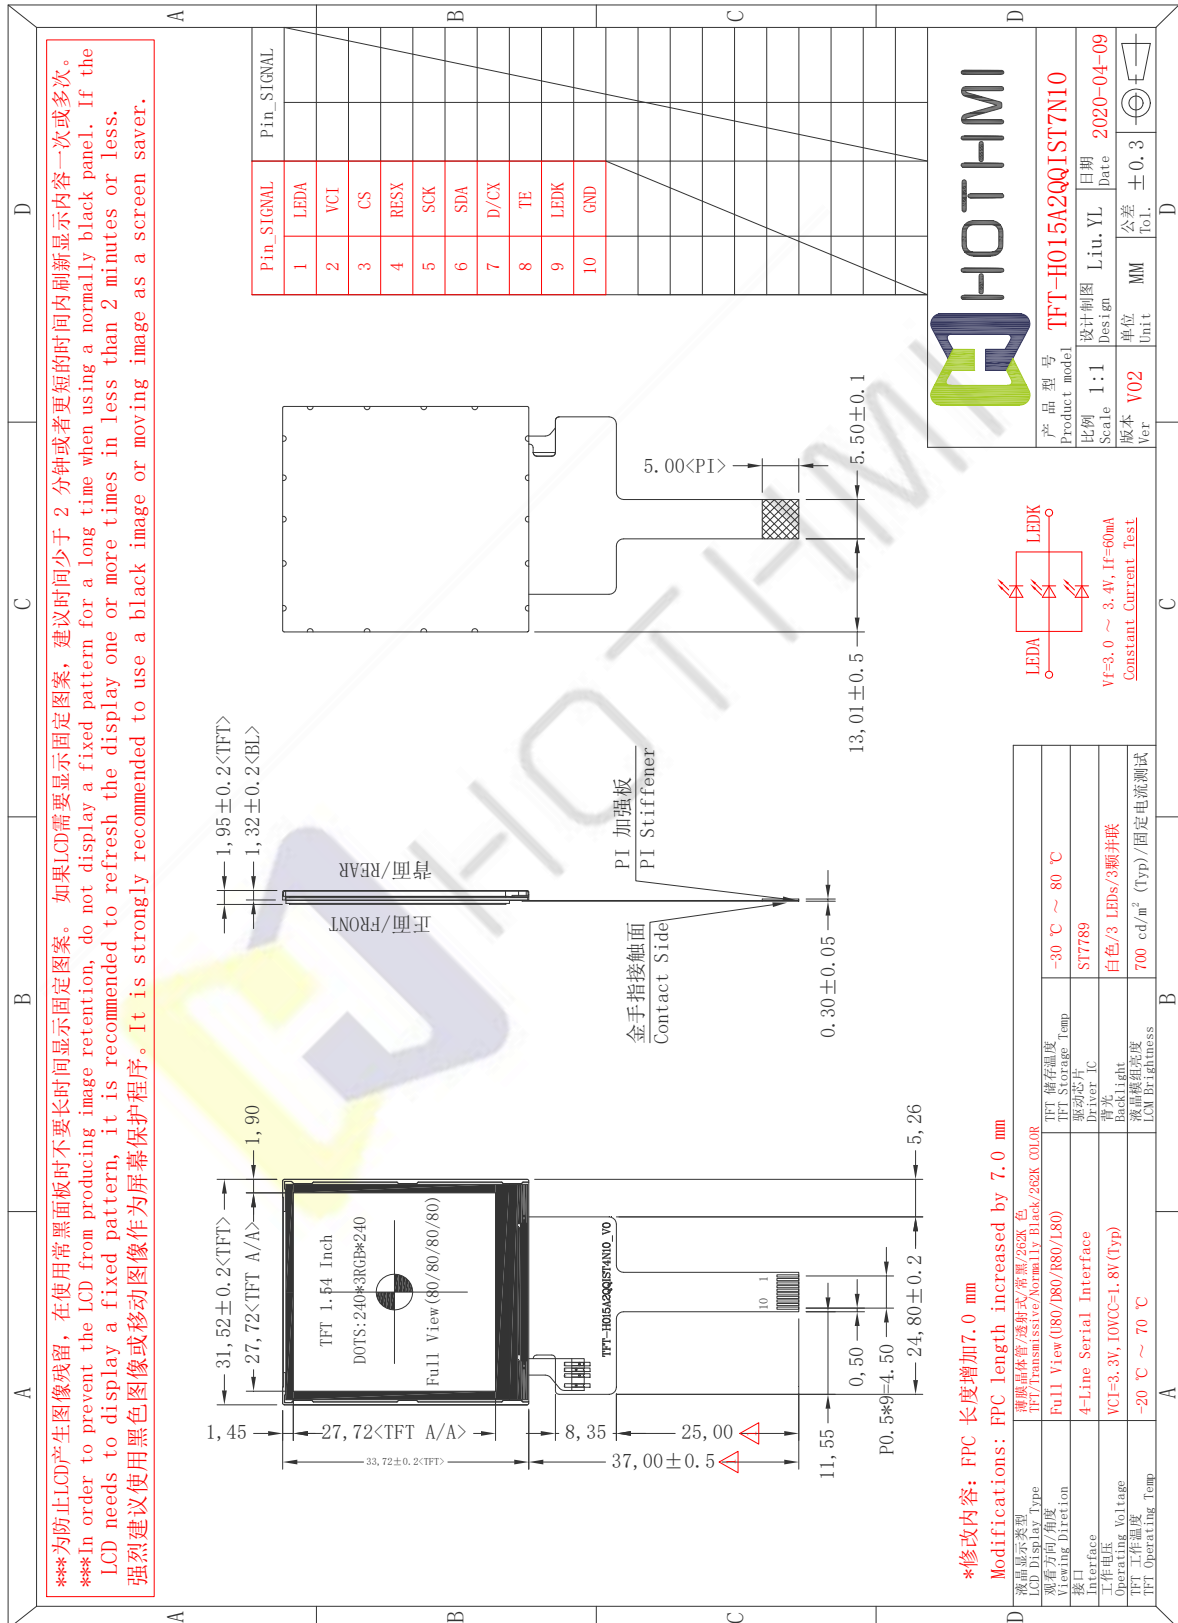 ***为防止LCD产生图像残留，在使用常黑面板时不要长时间显示固定图案。 如果LCD需要显示固定图案，建议时间少于 2 分钟或者更短的时间内刷新显示内容一次或多次。
***In order to prevent the LCD from producing image retention, do not display a fixed pattern for a long time when using a normally black panel. If the
LCD needs to display a fixed pattern, it is recommended to refresh the display one or more times in less than 2 minutes or less.
强烈建议使用黑色图像或移动图像作为屏幕保护程序。It is strongly recommended to use a black image or moving image as a screen saver.
A
B
C
D
A
B
C
D
A
B
C
D
A
B
C
D
31,52±0.2<TFT>
27,72<TFT A/A>
1,90
1,45
27,72<TFT A/A>
33,72±0.2<TFT>
8,35
25,00
37,00±0.5
TFT 1.54 Inch
DOTS:240*3RGB*240
Full View(80/80/80/80)
TFT-H015A2QQIST4N10_V0
10
1
11,55
P0.5*9=4.50
0,50
24,80±0.2
5,26
1,95±0.2<TFT>
1,32±0.2<BL>
正面/FRONT
背面/REAR
金手指接触面
Contact Side
PI 加强板
PI Stiffener
0.30±0.05
5.00<PI>
13,01±0.5
5.50±0.1
Pin_SIGNAL
Pin_SIGNAL
1 LEDA
2 VCI
3 CS
4 RESX
5 SCK
6 SDA
7 D/CX
8 TE
9 LEDK
10 GND
LEDA
LEDK
Vf=3.0 ~ 3.4V,If=60mA
Constant Current Test
*修改内容: FPC 长度增加7.0 mm
Modifications: FPC length increased by 7.0 mm
液晶显示类型
LCD Display Type
薄膜晶体管/透射式/常黑/262K 色
TFT/Transmissive/Normally Black/262K COLOR
观看方向/角度
Viewing Diretion
Full View(U80/D80/R80/L80)
接口
Interface
4-Line Serial Interface
工作电压
Operating Voltage
VCI=3.3V,IOVCC=1.8V(Typ)
TFT 工作温度
TFT Operating Temp
-20 ℃ ~ 70 ℃
TFT 储存温度
TFT Storage Temp
-30 ℃ ~ 80 ℃
驱动芯片
Driver IC
ST7789
背光
Backlight
白色/3 LEDs/3颗并联
液晶模组亮度
LCM Brightness
700 cd/m² (Typ)/固定电流测试
HOTHMI
HOTHMI
产品型号
Product model
TFT-H015A2QQIST7N10
比例
Scale
1:1
设计制图
Design
Liu.YL
日期
Date
2020-04-09
版本
Ver
V02
单位
Unit
MM
公差
Tol.
±0.3